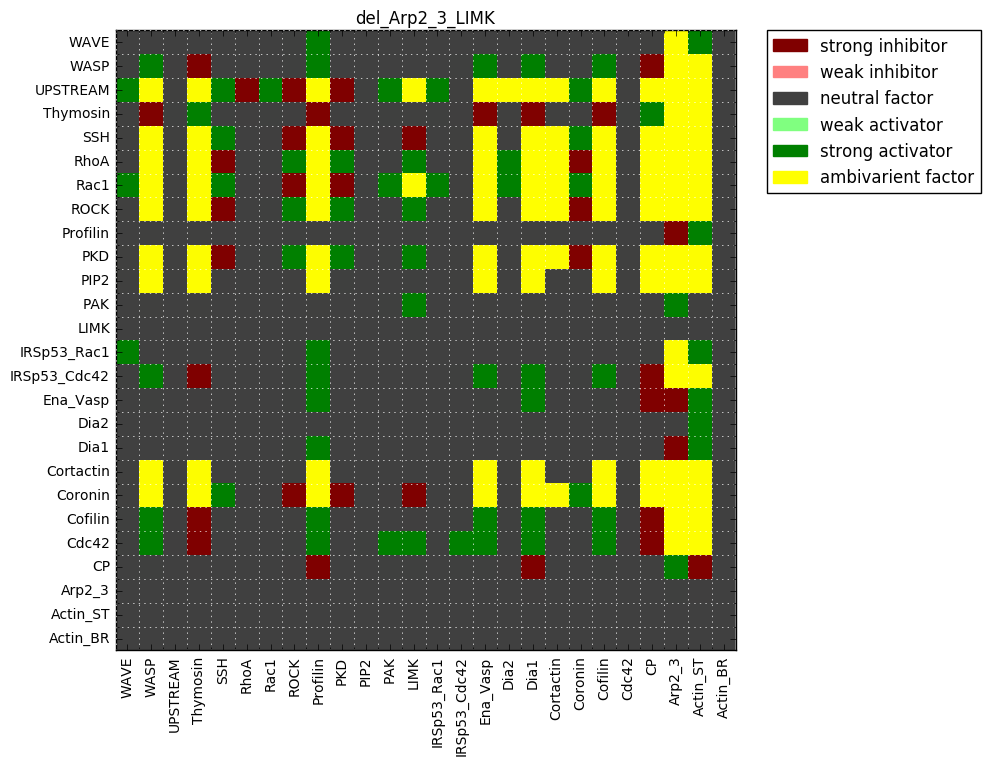 del_Arp2_3_LIMK
WAVE
WASP
UPSTREAM
Thymosin
SSH
RhoA
Rac1
ROCK
Profilin
PKD
PIP2
PAK
LIMK
IRSp53_Rac1
IRSp53_Cdc42
Ena_Vasp
Dia2
Dia1
Cortactin
Coronin
Cofilin
Cdc42
CP
Arp2_3
Actin_ST
Actin_BR
WAVE
WASP
UPSTREAM
Thymosin
SSH
RhoA
Rac1
ROCK
Profilin
PKD
PIP2
PAK
LIMK
IRSp53_Rac1
IRSp53_Cdc42
Ena_Vasp
Dia2
Dia1
Cortactin
Coronin
Cofilin
Cdc42
CP
Arp2_3
Actin_ST
Actin_BR
strong inhibitor
weak inhibitor
neutral factor
weak activator
strong activator
ambivarient factor